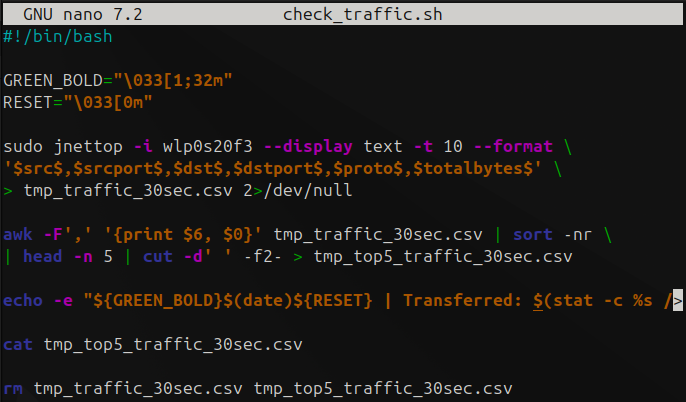 GNU nano 7.2 check_traffic.sh
#!/bin/bash
GREEN_BOLD="\033[1;32m"
RESET="\033[0m"
sudo jnettop -i wlp0s20f3 --display text -t 10 --format \
'$src$,$srcport$,$dst$,$dstport$,$proto$,$totalbytes$' \
> tmp_traffic_30sec.csv 2>/dev/null
awk -F',' '{print $6, $0}' tmp_traffic_30sec.csv | sort -nr \
| head -n 5 | cut -d' ' -f2- > tmp_top5_traffic_30sec.csv
echo -e "${GREEN_BOLD}$(date)${RESET} | Transferred: $(stat -c %s />
cat tmp_top5_traffic_30sec.csv
rm tmp_traffic_30sec.csv tmp_top5_traffic_30sec.csv